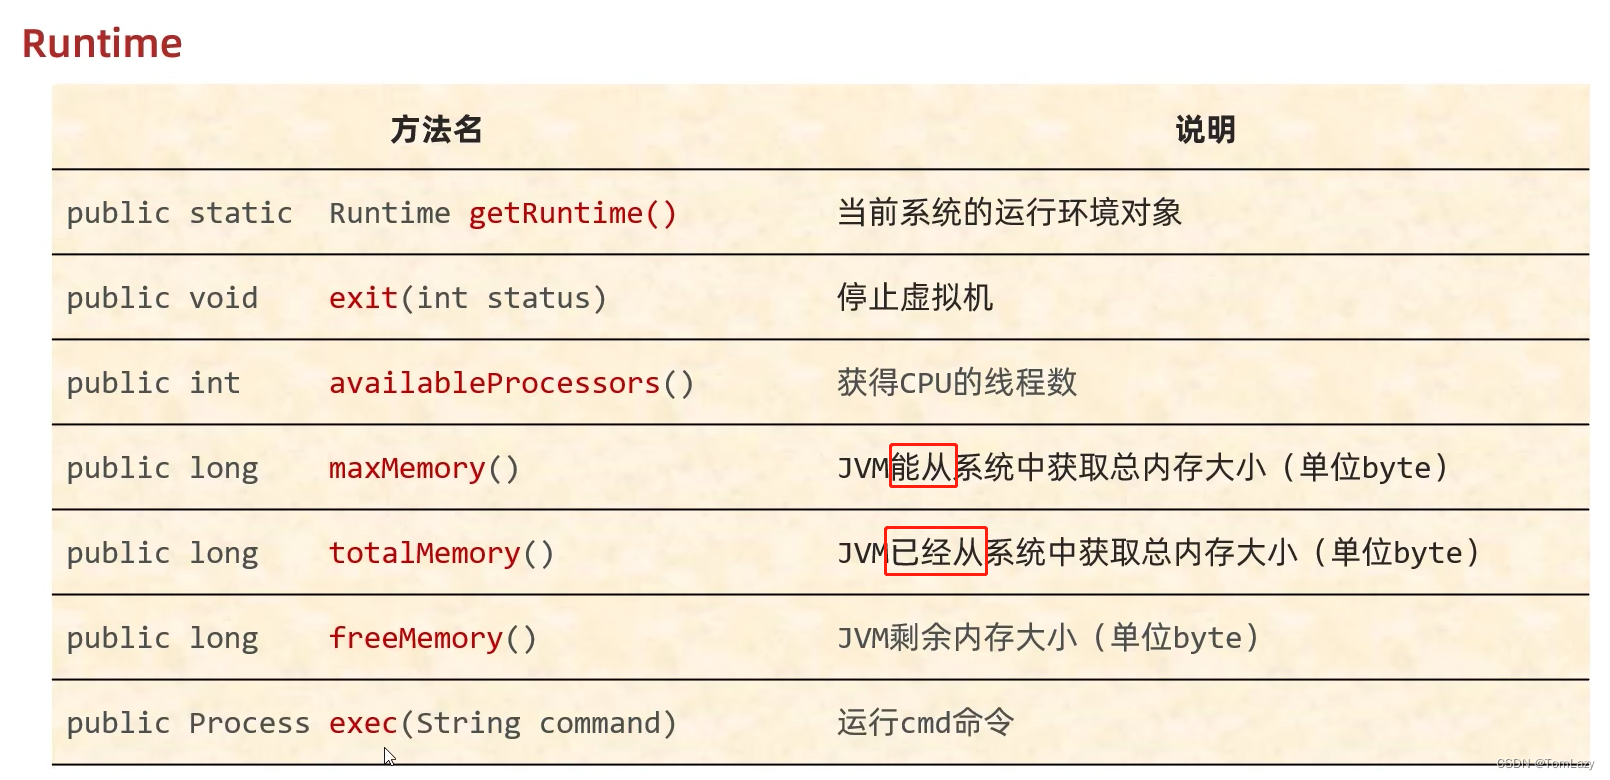 Runtime
方法名 说明
public static Runtime getRuntime() 当前系统的运行环境对象
public void exit(int status) 停止虚拟机
public int availableProcessors() 获得CPU的线程数
public long maxMemory() JVM能从系统中获取总内存大小（单位byte）
public long totalMemory() JVM已经从系统中获取总内存大小（单位byte）
public long freeMemory() JVM剩余内存大小（单位byte）
public Process exec(String command) 运行cmd命令
CSDN @TomLazy